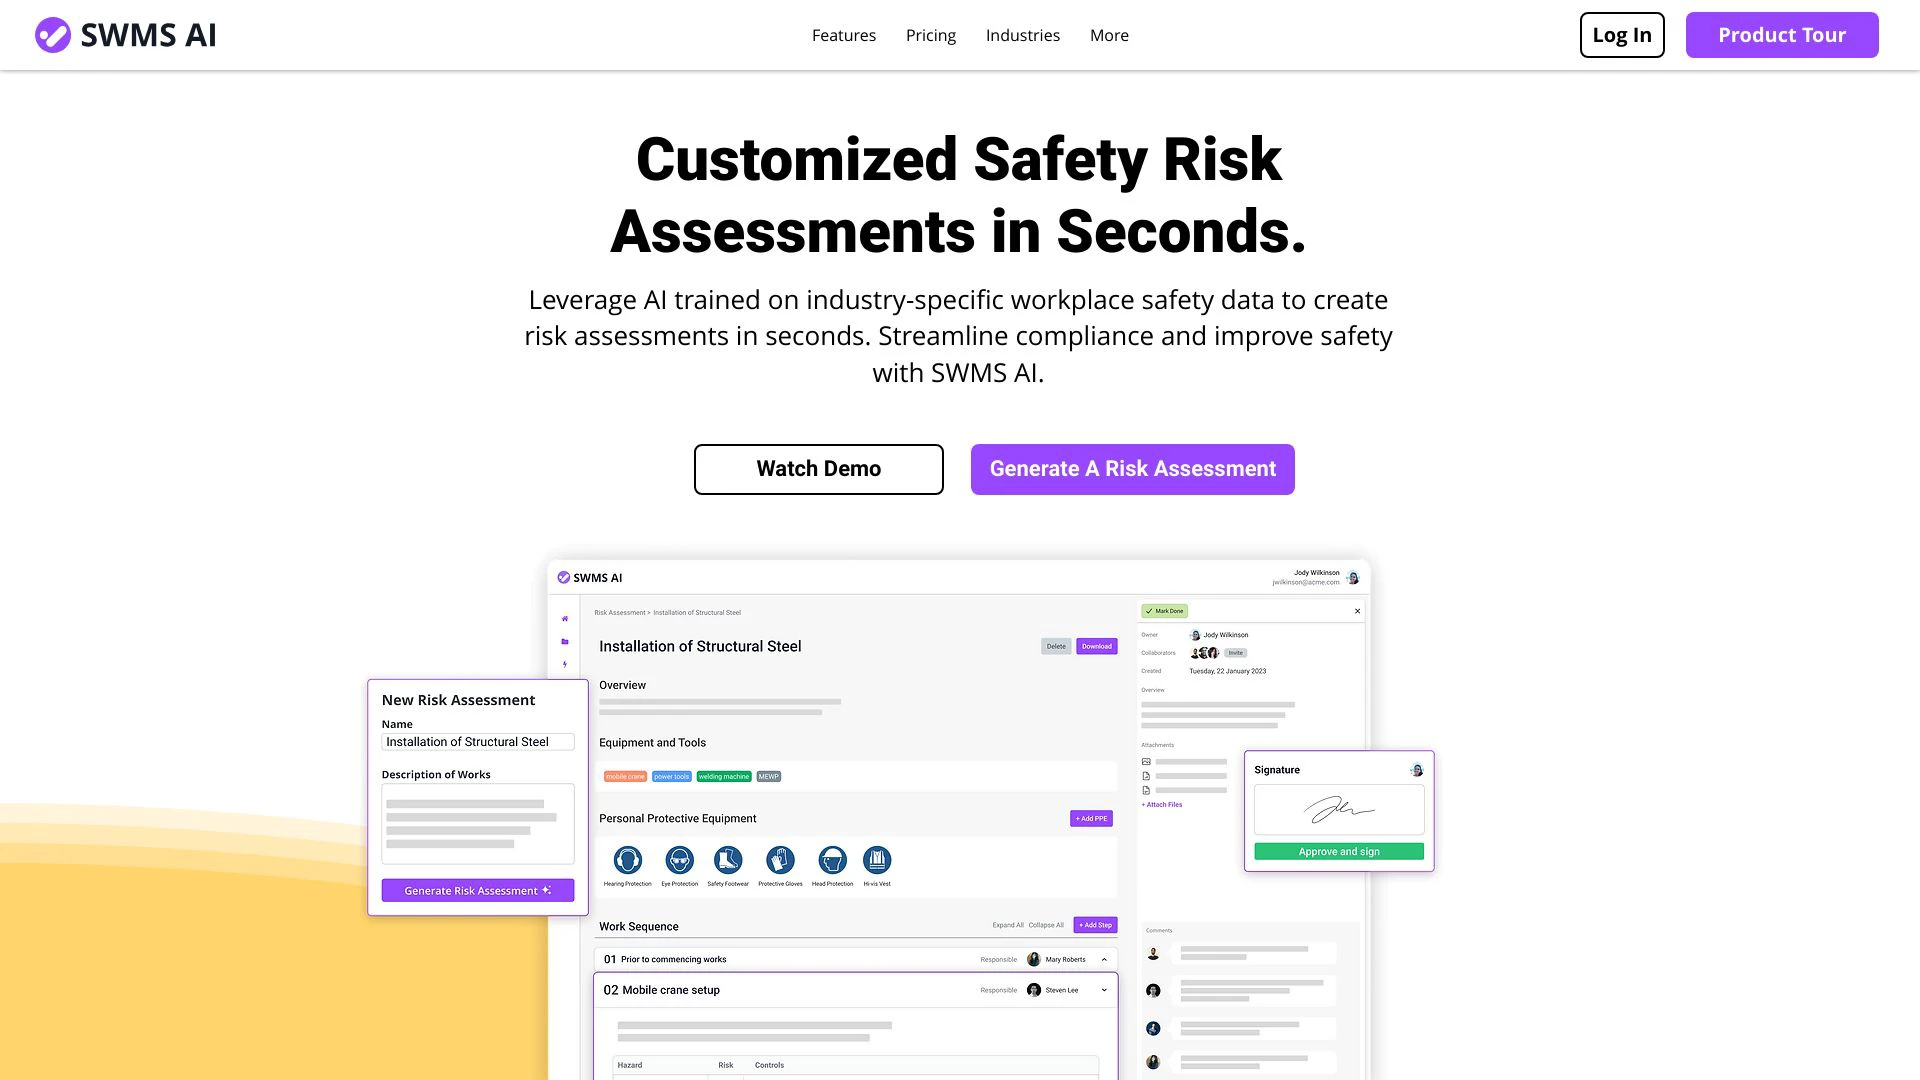 SWMS AI
Features
Pricing
Industries
More
Log In
Product Tour
Customized Safety Risk
Assessments in Seconds.
Leverage AI trained on industry-specific workplace safety data to create
risk assessments in seconds. Streamline compliance and improve safety
with SWMS AI.
Watch Demo
Generate A Risk Assessment
SWMS AI
Jody Wilkinson
jwilkinson@acme.com
Risk Assessment > Installation of Structural Steel
Installation of Structural Steel
Delete
Download
Overview
Equipment and Tools
mobile crane
power tools
welding machine
MEWP
Personal Protective Equipment
+ Add PPE
Hearing Protection
Eye Protection
Safety Footwear
Protective Gloves
Head Protection
Hi-vis Vest
Work Sequence
Expand All
Collapse All
+ Add Step
01 Prior to commencing works
Responsible
Mary Roberts
02 Mobile crane setup
Responsible
Steven Lee
Hazard
Risk
Controls
New Risk Assessment
Name
Installation of Structural Steel
Description of Works
Generate Risk Assessment
Mark Done
Owner
Jody Wilkinson
Collaborators
Invite
Created
Tuesday, 22 January 2023
Overview
Attachments
+ Attach Files
Signature
Approve and sign
Comments